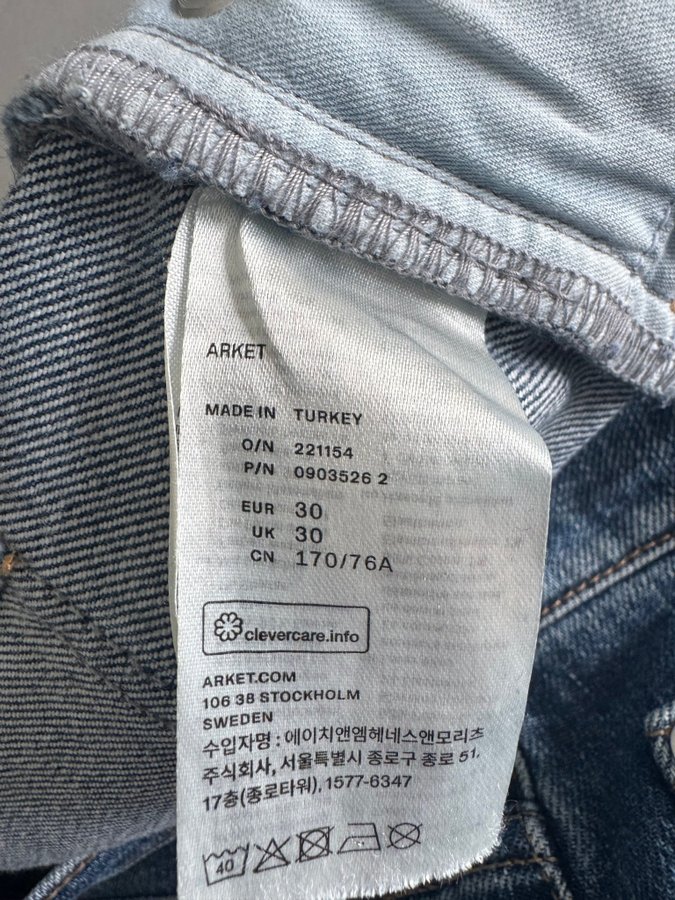 ARKET
MADE IN TURKEY
O/N 221154
P/N 0903526 2
EUR 30
UK 30
CN 170/76A
clevercare.info
ARKET.COM
106 38 STOCKHOLM
SWEDEN
수입자명 : 에이치앤엠헤네스앤모리츠
주식회사, 서울특별시 종로구 종로 51,
17층(종로타워), 1577-6347
40